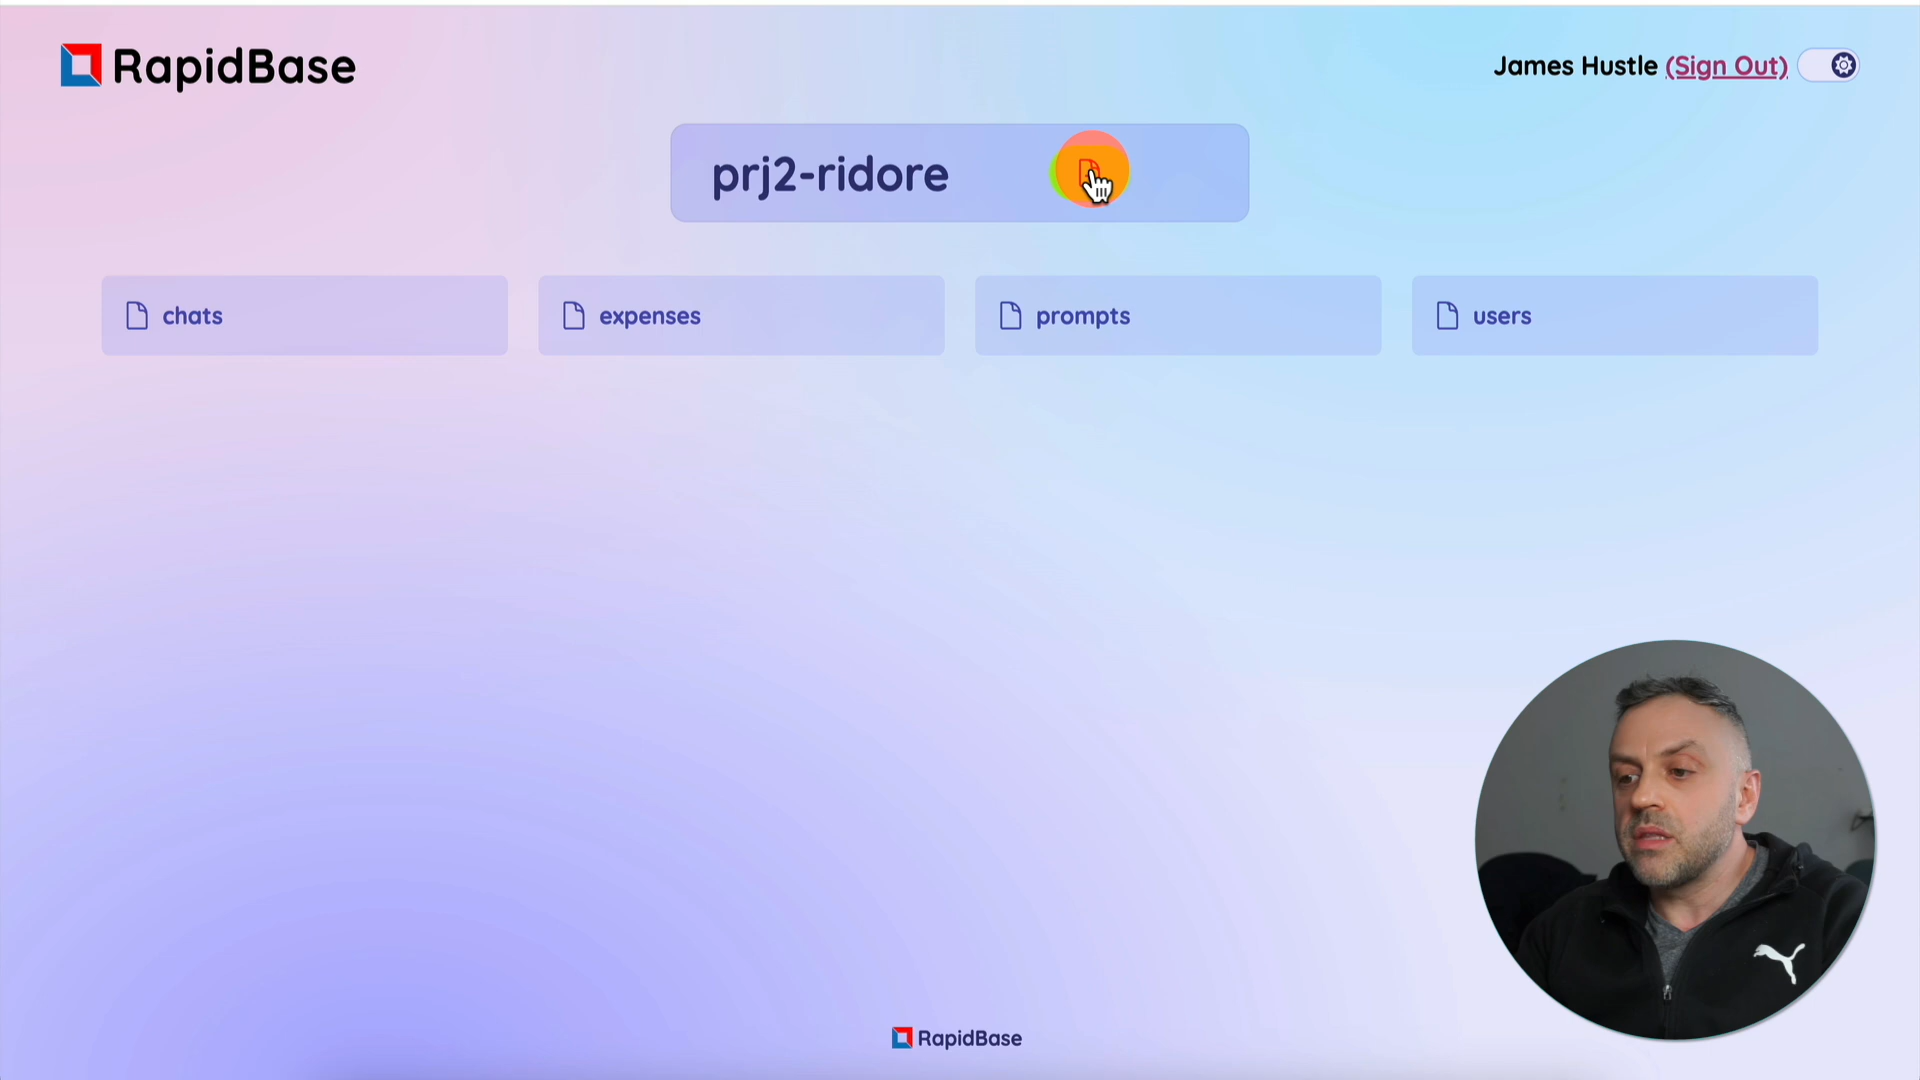 RapidBase
James Hustle (Sign Out)
prj2-ridore
chats
expenses
prompts
users
RapidBase